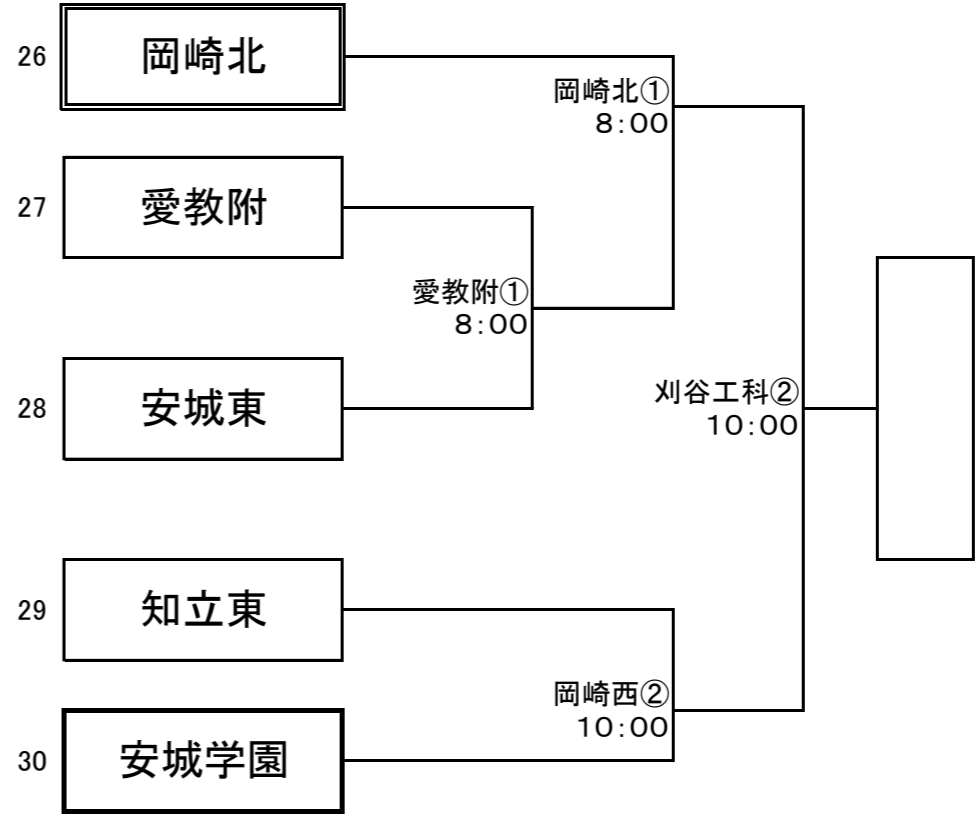 26 岡崎北
岡崎北①
8:00
27 愛教附
愛教附①
8:00
28 安城東
刈谷工科②
10:00
29 知立東
岡崎西②
10:00
30 安城学園